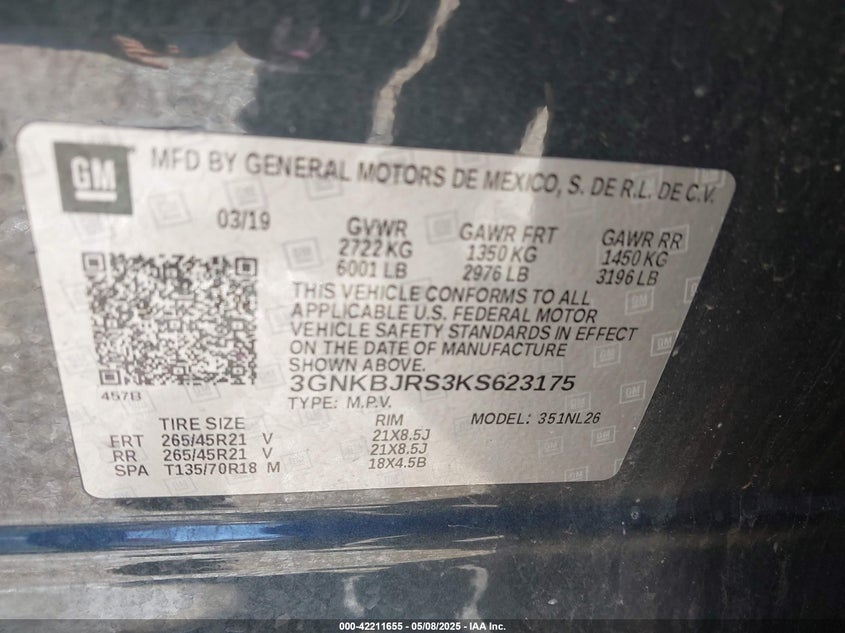 GM
MFD BY GENERAL MOTORS DE MEXICO, S. DE R.L. DE C.V.
03/19
GVWR GAWR FRT GAWR RR
2722 KG 1350 KG 1450 KG
6001 LB 2976 LB 3196 LB
THIS VEHICLE CONFORMS TO ALL
APPLICABLE U.S. FEDERAL MOTOR
VEHICLE SAFETY STANDARDS IN EFFECT
ON THE DATE OF MANUFACTURE
SHOWN ABOVE.
3GNKBJRS3KS623175
457B
TYPE: M.P.V. MODEL: 351NL26
TIRE SIZE RIM
FRT 265/45R21 V 21X8.5J
RR 265/45R21 V 21X8.5J
SPA T135/70R18 M 18X4.5B
000-42211655 - 05/08/2025 - IAA Inc.